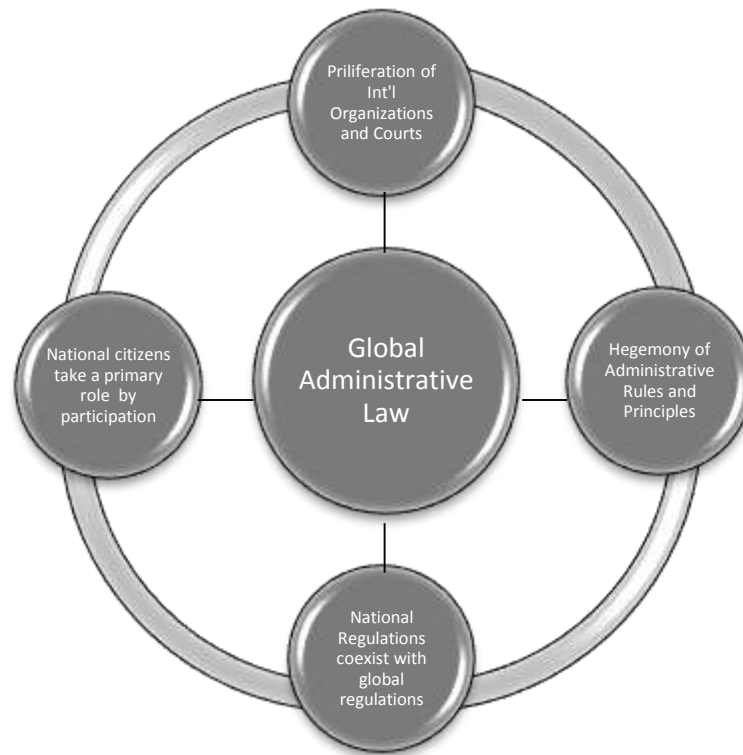 Priliferation of
Int'l
Organizations
and Courts
National citizens
take a primary
role by
participation
Global
Administrative
Law
Hegemony of
Administrative
Rules and
Principles
National
Regulations
coexist with
global
regulations